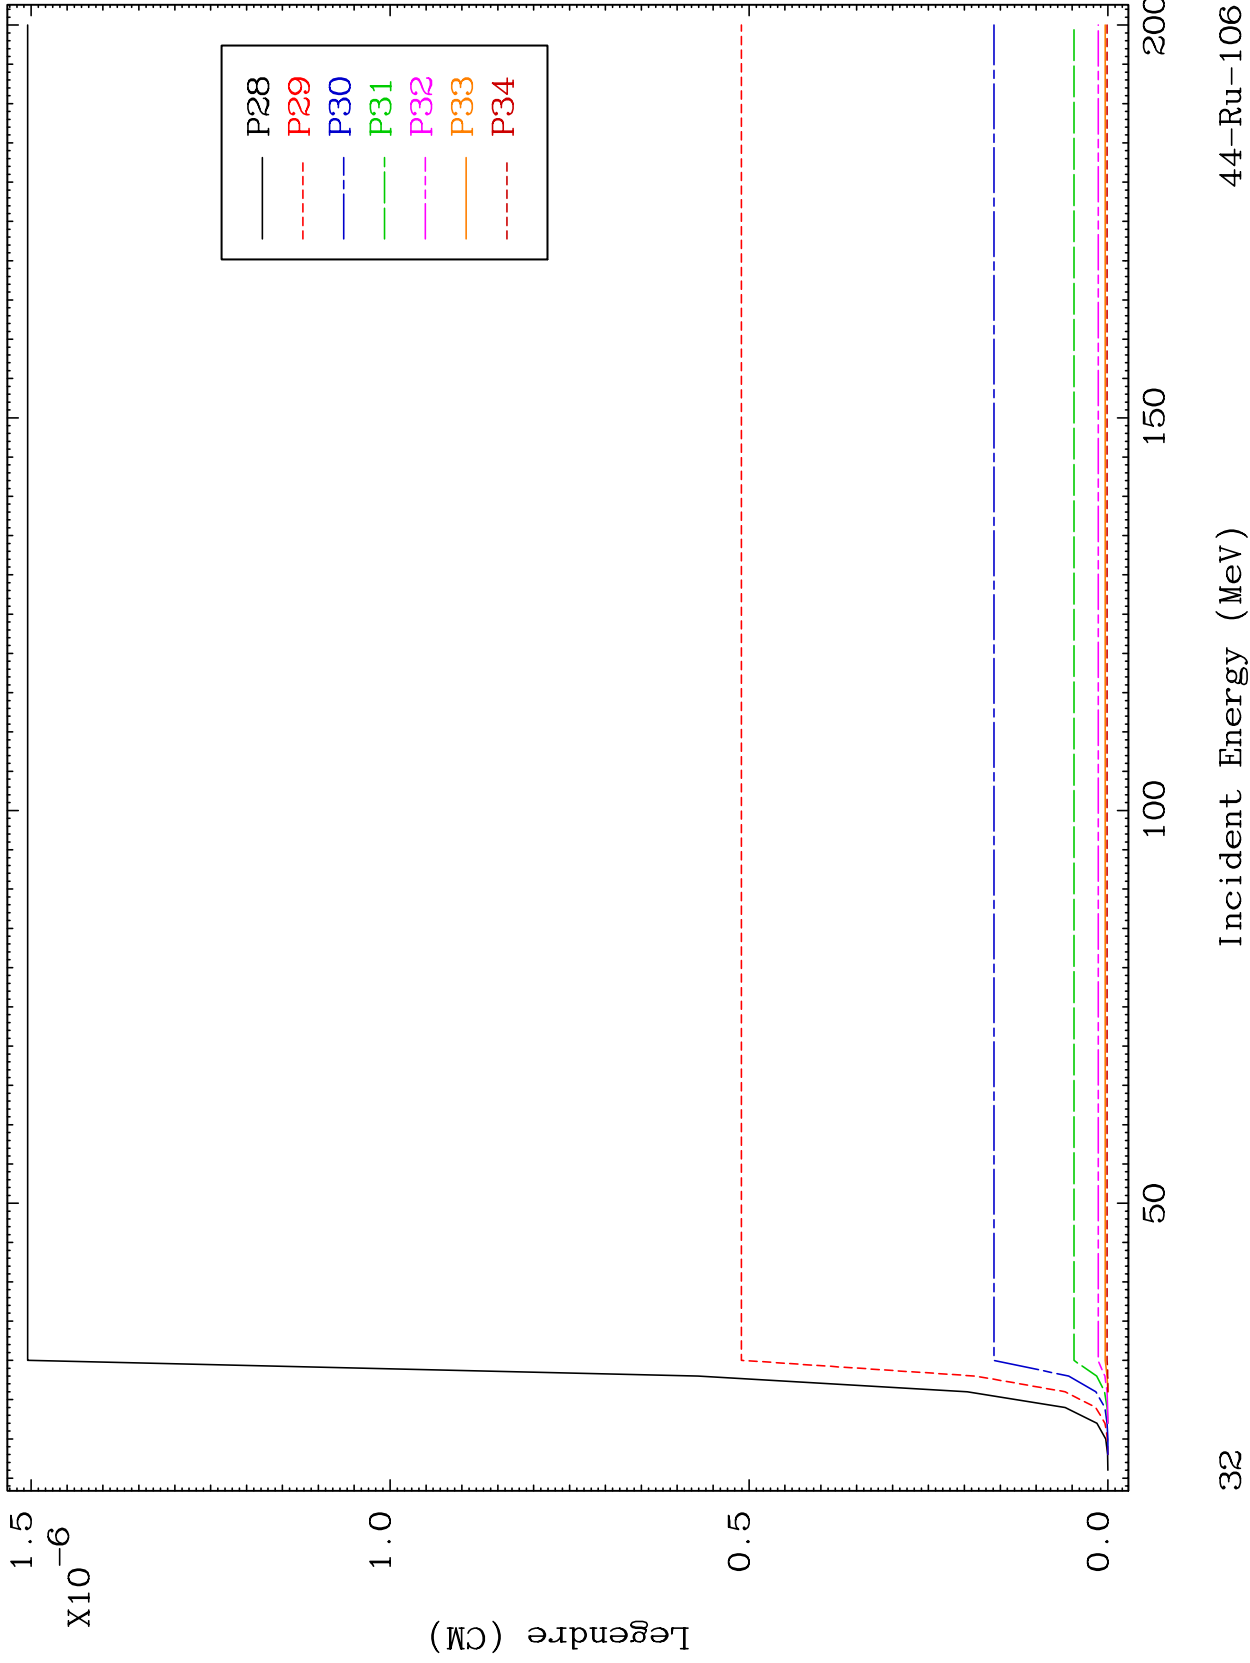 1.5
X10-6
1.0
0.5
0.0
Legendre (CM)
P28
P29
P30
P31
P32
P33
P34
50
100
150
200
32
Incident Energy (MeV)
44-Ru-106